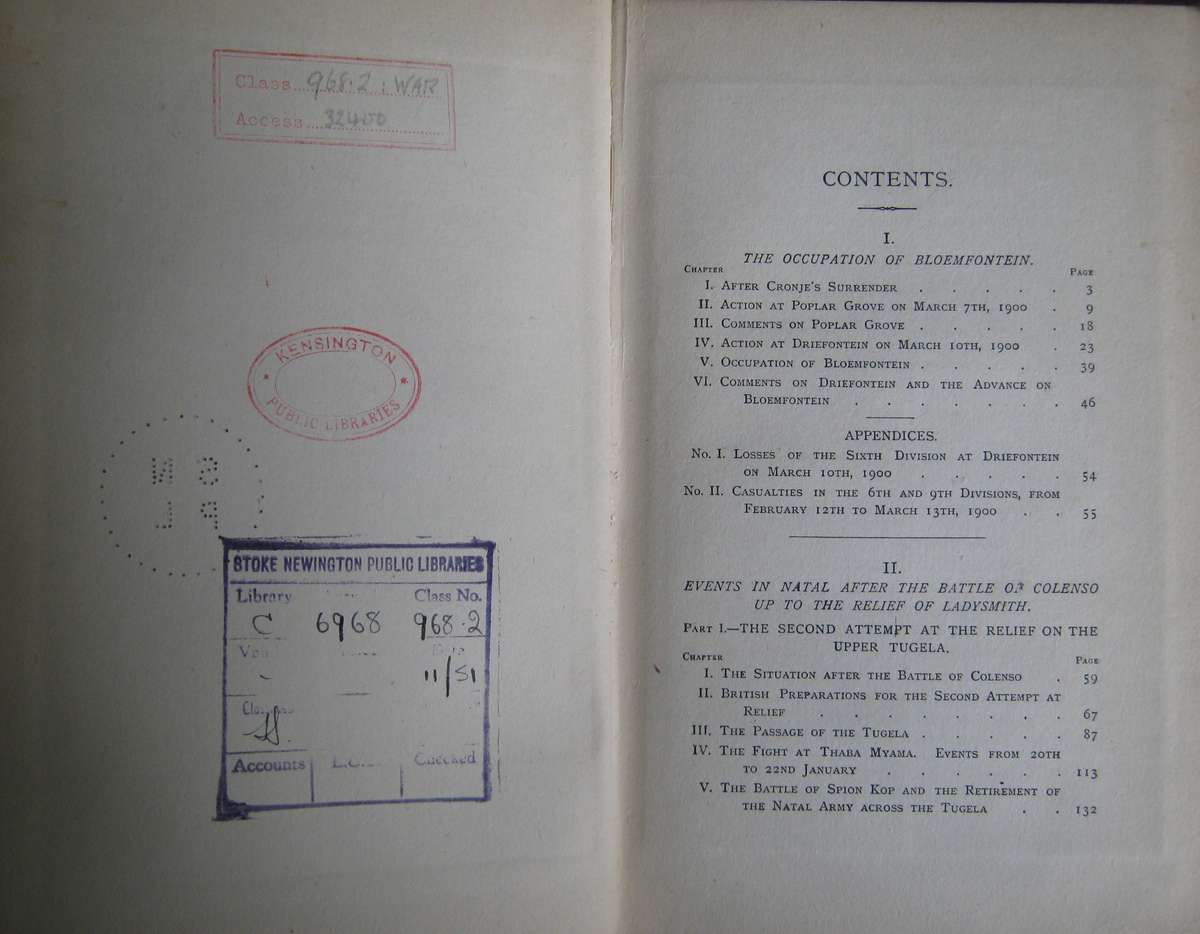 Class 968·2 : WAR
Access 32400
KENSINGTON
PUBLIC LIBRARIES
S N
P L
STOKE NEWINGTON PUBLIC LIBRARIES
Library Class No.
C 6968 968·2
11/51
Accounts Checked
CONTENTS.
I.
THE OCCUPATION OF BLOEMFONTEIN.
CHAPTER PAGE
I. AFTER CRONJE'S SURRENDER . . . . . 3
II. ACTION AT POPLAR GROVE ON MARCH 7TH, 1900 . 9
III. COMMENTS ON POPLAR GROVE . . . . . 18
IV. ACTION AT DRIEFONTEIN ON MARCH 10TH, 1900 . 23
V. OCCUPATION OF BLOEMFONTEIN . . . . . 39
VI. COMMENTS ON DRIEFONTEIN AND THE ADVANCE ON
BLOEMFONTEIN . . . . . . . 46
APPENDICES.
No. I. LOSSES OF THE SIXTH DIVISION AT DRIEFONTEIN
ON MARCH 10TH, 1900 . . . . . 54
No. II. CASUALTIES IN THE 6TH AND 9TH DIVISIONS, FROM
FEBRUARY 12TH TO MARCH 13TH, 1900 . . 55
II.
EVENTS IN NATAL AFTER THE BATTLE OF COLENSO
UP TO THE RELIEF OF LADYSMITH.
PART I.—THE SECOND ATTEMPT AT THE RELIEF ON THE
UPPER TUGELA.
CHAPTER PAGE
I. THE SITUATION AFTER THE BATTLE OF COLENSO . 59
II. BRITISH PREPARATIONS FOR THE SECOND ATTEMPT AT
RELIEF . . . . . . . . 67
III. THE PASSAGE OF THE TUGELA . . . . . 87
IV. THE FIGHT AT THABA MYAMA. EVENTS FROM 20TH
TO 22ND JANUARY . . . . . . 113
V. THE BATTLE OF SPION KOP AND THE RETIREMENT OF
THE NATAL ARMY ACROSS THE TUGELA . . 132